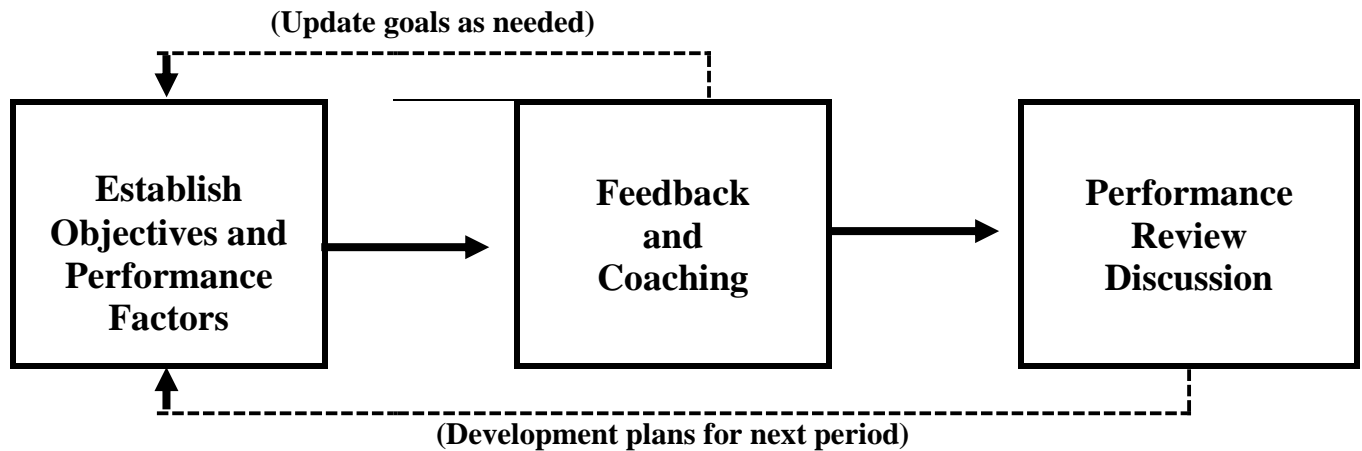 (Update goals as needed)
Establish
Objectives and
Performance
Factors
Feedback
and
Coaching
Performance
Review
Discussion
(Development plans for next period)